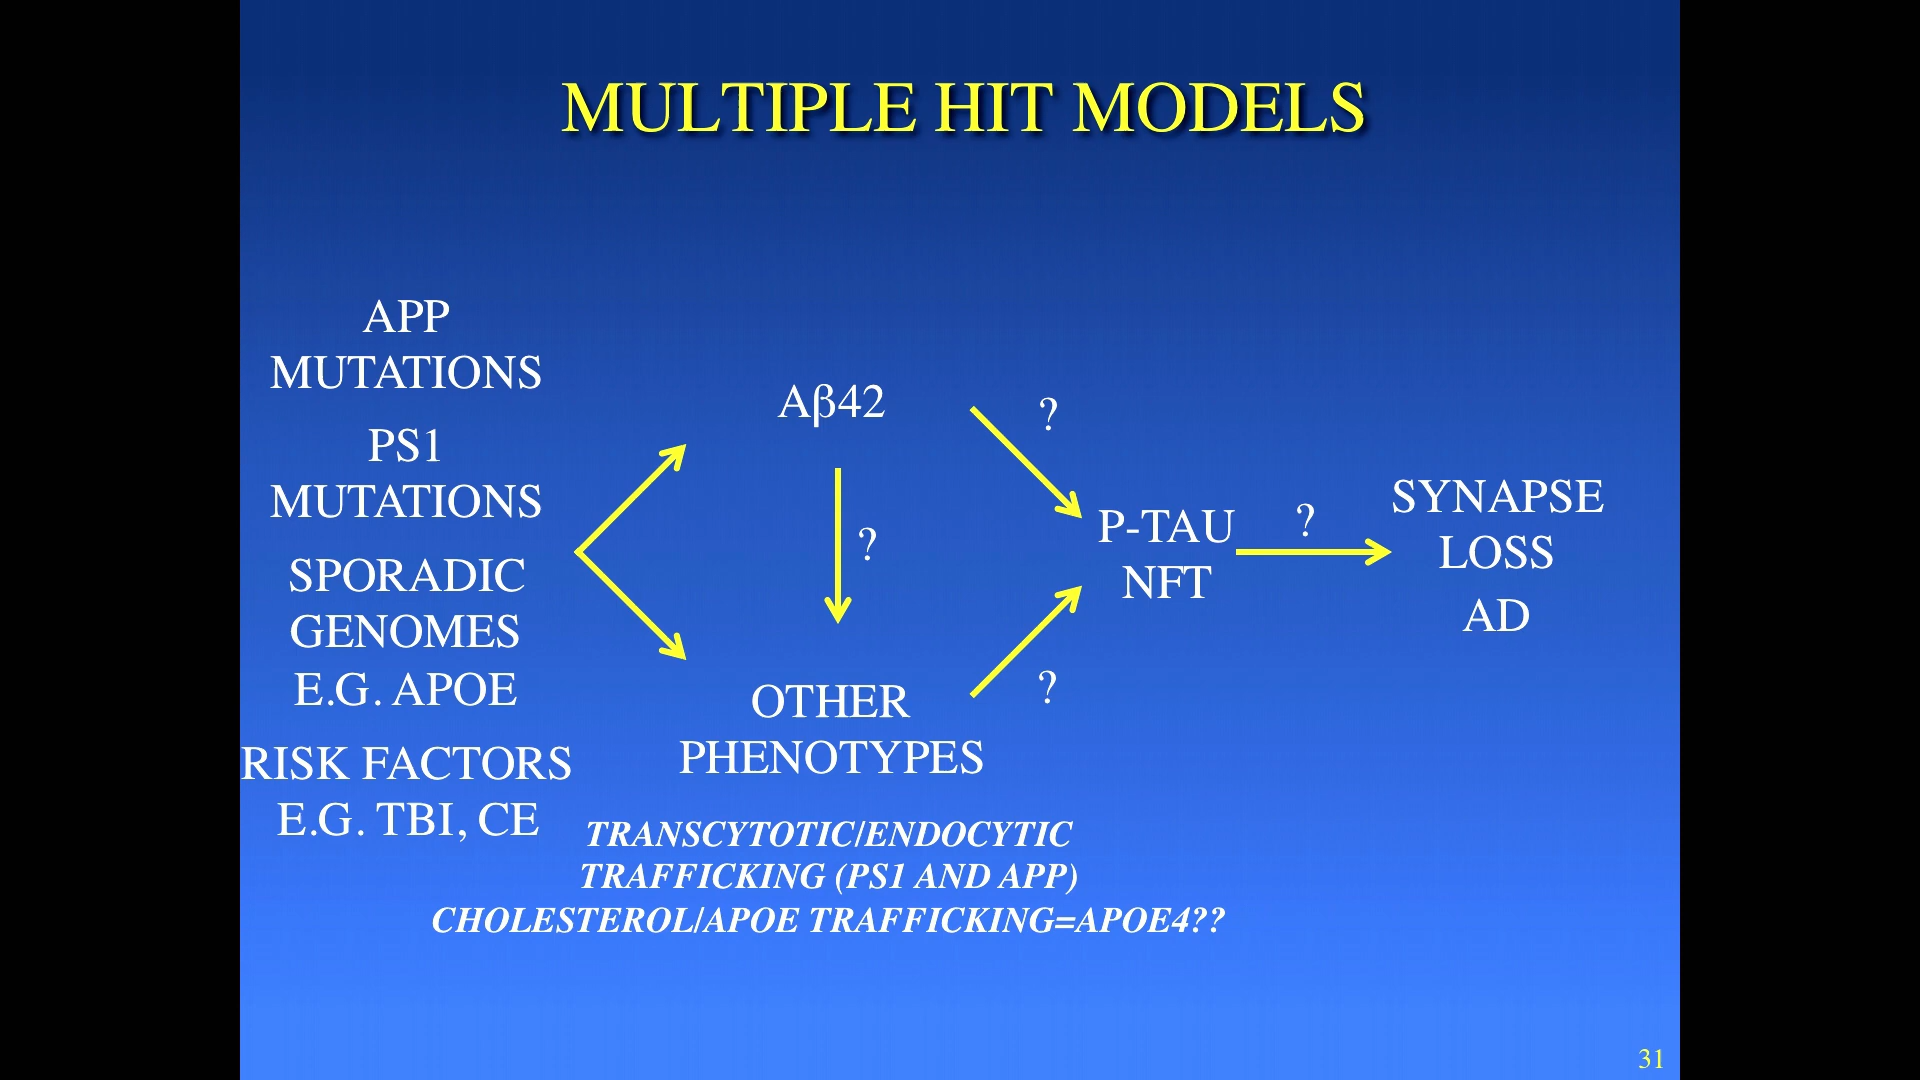 MULTIPLE HIT MODELS
APP
MUTATIONS
PS1
MUTATIONS
SPORADIC
GENOMES
E.G. APOE
RISK FACTORS
E.G. TBI, CE
Aβ42
?
?
OTHER
PHENOTYPES
?
TRANSCYTOTIC/ENDOCYTIC
TRAFFICKING (PS1 AND APP)
CHOLESTEROL/APOE TRAFFICKING=APOE4??
P-TAU
NFT
?
SYNAPSE
LOSS
AD
31